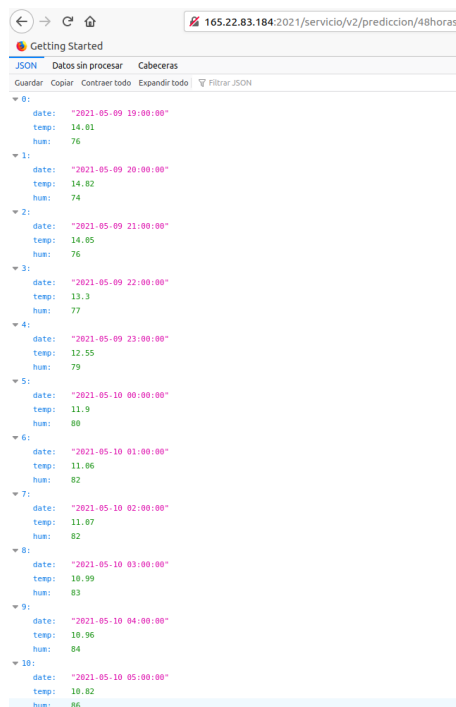 165.22.83.184:2021/servicio/v2/prediccion/48horas
Getting Started
JSON Datos sin procesar Cabeceras
Guardar Copiar Contraer todo Expandir todo Filtrar JSON
0:
date: "2021-05-09 19:00:00"
temp: 14.01
hum: 76
1:
date: "2021-05-09 20:00:00"
temp: 14.82
hum: 74
2:
date: "2021-05-09 21:00:00"
temp: 14.05
hum: 76
3:
date: "2021-05-09 22:00:00"
temp: 13.3
hum: 77
4:
date: "2021-05-09 23:00:00"
temp: 12.55
hum: 79
5:
date: "2021-05-10 00:00:00"
temp: 11.9
hum: 80
6:
date: "2021-05-10 01:00:00"
temp: 11.06
hum: 82
7:
date: "2021-05-10 02:00:00"
temp: 11.07
hum: 82
8:
date: "2021-05-10 03:00:00"
temp: 10.99
hum: 83
9:
date: "2021-05-10 04:00:00"
temp: 10.96
hum: 84
10:
date: "2021-05-10 05:00:00"
temp: 10.82
hum: 86